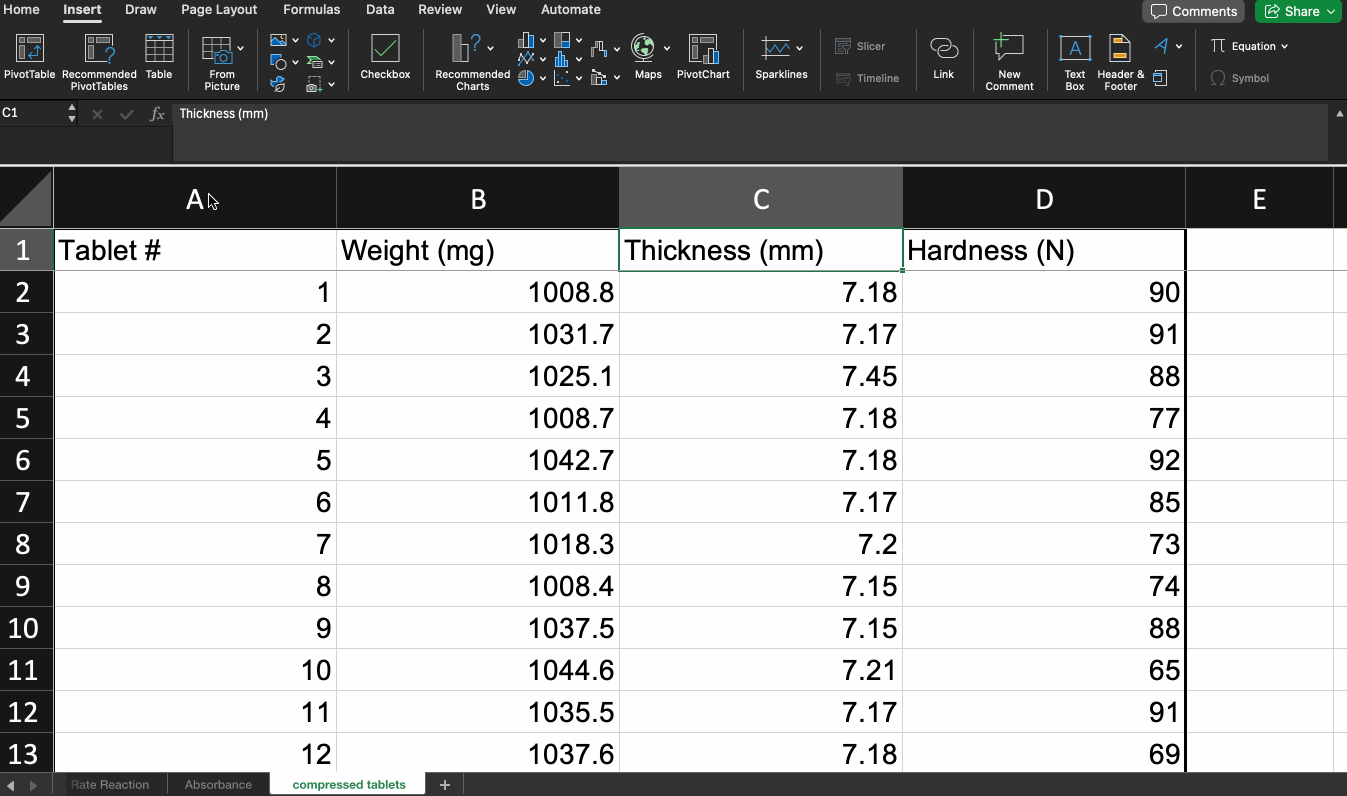 Home Insert Draw Page Layout Formulas Data Review View Automate Comments Share
PivotTable Recommended PivotTables Table From Picture Checkbox Recommended Charts Maps PivotChart Sparklines Slicer Timeline Link New Comment Text Box Header & Footer Equation Symbol
C1 fx Thickness (mm)
A B C D E
1 Tablet # Weight (mg) Thickness (mm) Hardness (N)
2 1 1008.8 7.18 90
3 2 1031.7 7.17 91
4 3 1025.1 7.45 88
5 4 1008.7 7.18 77
6 5 1042.7 7.18 92
7 6 1011.8 7.17 85
8 7 1018.3 7.2 73
9 8 1008.4 7.15 74
10 9 1037.5 7.15 88
11 10 1044.6 7.21 65
12 11 1035.5 7.17 91
13 12 1037.6 7.18 69
Rate Reaction Absorbance compressed tablets +